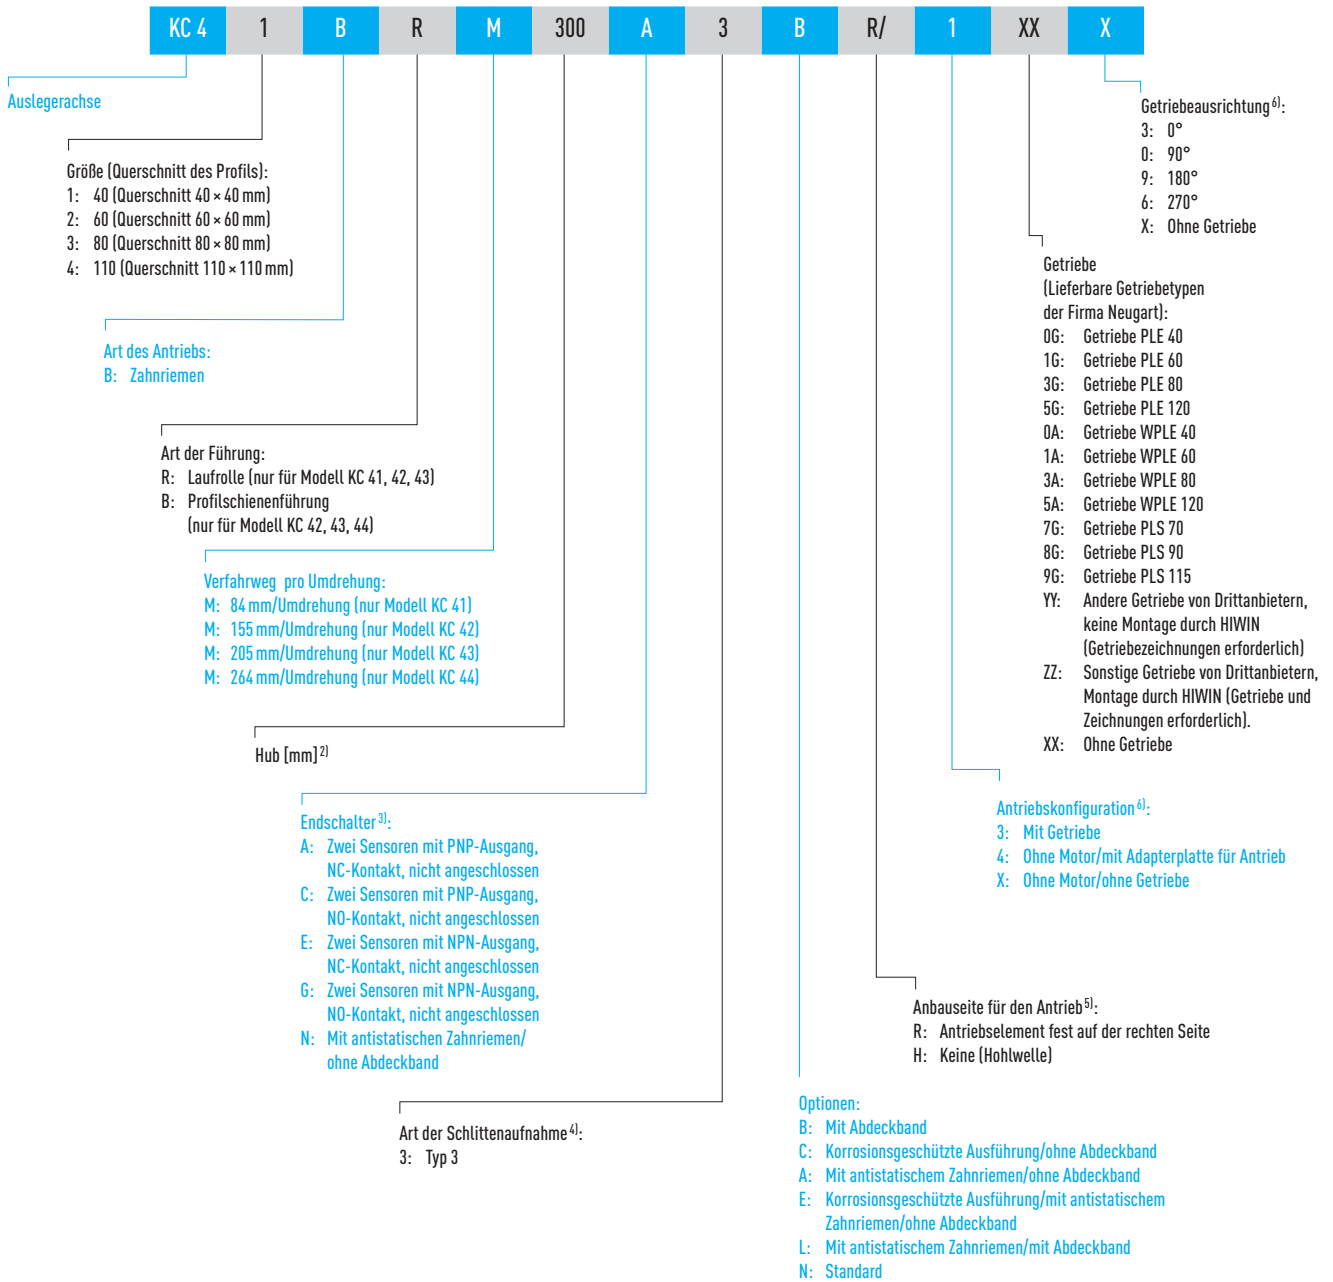 KC 4 1 B R M 300 A 3 B R/ 1 XX X
Auslegerachse
Größe (Querschnitt des Profils):
1: 40 (Querschnitt 40 × 40 mm)
2: 60 (Querschnitt 60 × 60 mm)
3: 80 (Querschnitt 80 × 80 mm)
4: 110 (Querschnitt 110 × 110 mm)
Art des Antriebs:
B: Zahnriemen
Art der Führung:
R: Laufrolle (nur für Modell KC 41, 42, 43)
B: Profilschienenführung
(nur für Modell KC 42, 43, 44)
Verfahrweg pro Umdrehung:
M: 84 mm/Umdrehung (nur Modell KC 41)
M: 155 mm/Umdrehung (nur Modell KC 42)
M: 205 mm/Umdrehung (nur Modell KC 43)
M: 264 mm/Umdrehung (nur Modell KC 44)
Hub [mm] 2)
Endschalter 3):
A: Zwei Sensoren mit PNP-Ausgang,
NC-Kontakt, nicht angeschlossen
C: Zwei Sensoren mit PNP-Ausgang,
NO-Kontakt, nicht angeschlossen
E: Zwei Sensoren mit NPN-Ausgang,
NC-Kontakt, nicht angeschlossen
G: Zwei Sensoren mit NPN-Ausgang,
NO-Kontakt, nicht angeschlossen
N: Mit antistatischen Zahnriemen/
ohne Abdeckband
Art der Schlittenaufnahme 4):
3: Typ 3
Getriebeausrichtung 6):
3: 0°
0: 90°
9: 180°
6: 270°
X: Ohne Getriebe
Getriebe
(Lieferbare Getriebetypen
der Firma Neugart):
0G: Getriebe PLE 40
1G: Getriebe PLE 60
3G: Getriebe PLE 80
5G: Getriebe PLE 120
0A: Getriebe WPLE 40
1A: Getriebe WPLE 60
3A: Getriebe WPLE 80
5A: Getriebe WPLE 120
7G: Getriebe PLS 70
8G: Getriebe PLS 90
9G: Getriebe PLS 115
YY: Andere Getriebe von Drittanbietern,
keine Montage durch HIWIN
(Getriebezeichnungen erforderlich)
ZZ: Sonstige Getriebe von Drittanbietern,
Montage durch HIWIN (Getriebe und
Zeichnungen erforderlich).
XX: Ohne Getriebe
Antriebskonfiguration 6):
3: Mit Getriebe
4: Ohne Motor/mit Adapterplatte für Antrieb
X: Ohne Motor/ohne Getriebe
Anbauseite für den Antrieb 5):
R: Antriebselement fest auf der rechten Seite
H: Keine (Hohlwelle)
Optionen:
B: Mit Abdeckband
C: Korrosionsgeschützte Ausführung/ohne Abdeckband
A: Mit antistatischem Zahnriemen/ohne Abdeckband
E: Korrosionsgeschützte Ausführung/mit antistatischem
Zahnriemen/ohne Abdeckband
L: Mit antistatischem Zahnriemen/mit Abdeckband
N: Standard